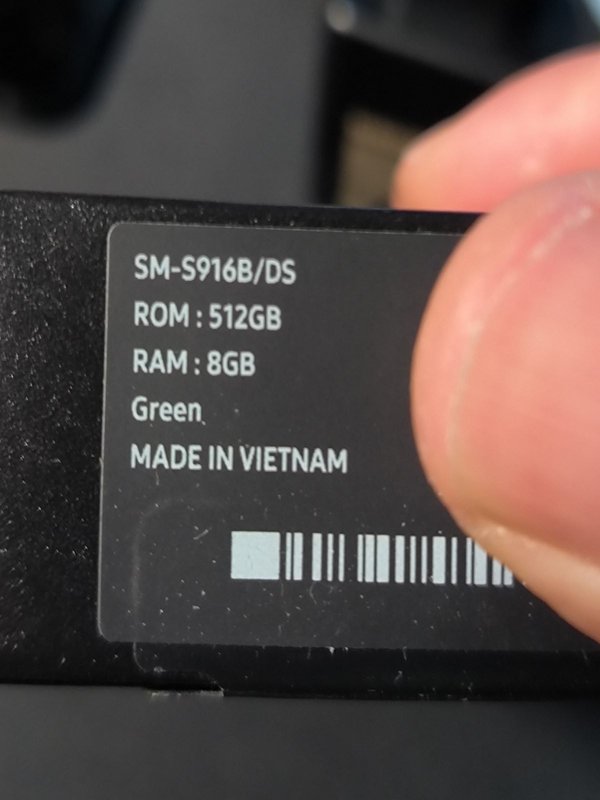 SM-S916B/DS
ROM : 512GB
RAM : 8GB
Green
MADE IN VIETNAM